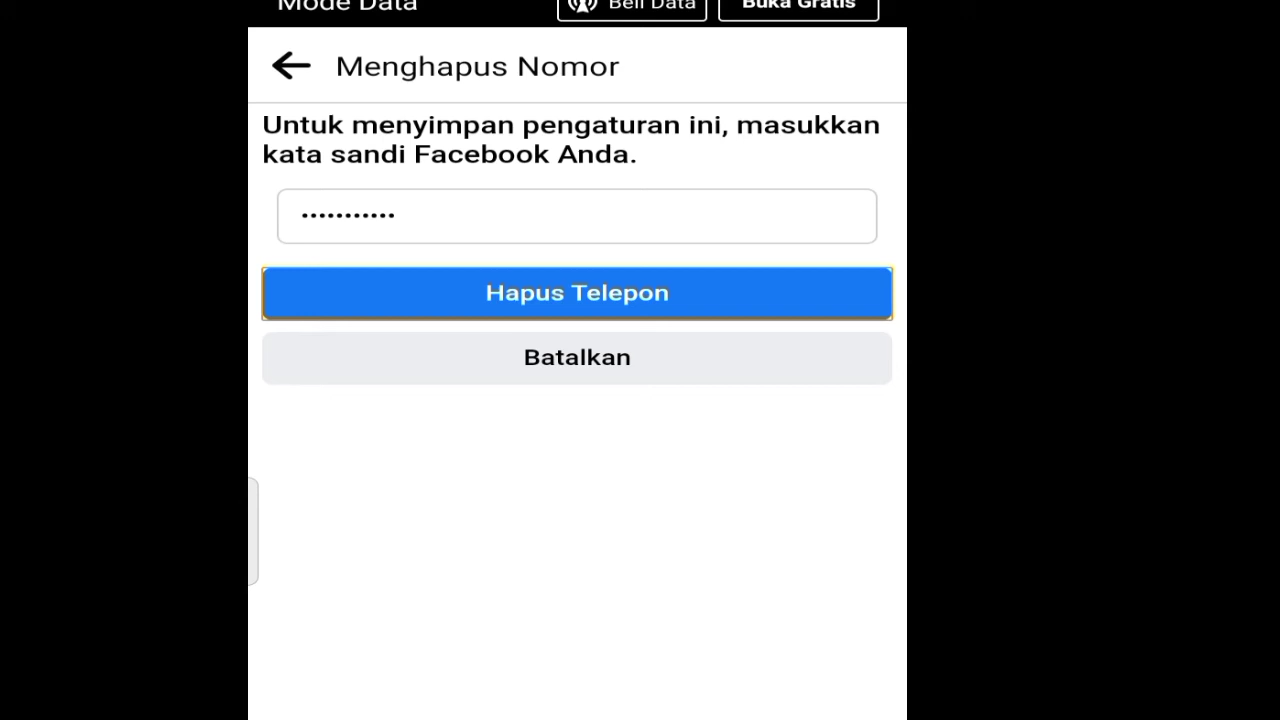 Mode Data
Beli Data
Buka Gratis
Menghapus Nomor
Untuk menyimpan pengaturan ini, masukkan
kata sandi Facebook Anda.
•••••••••••
Hapus Telepon
Batalkan